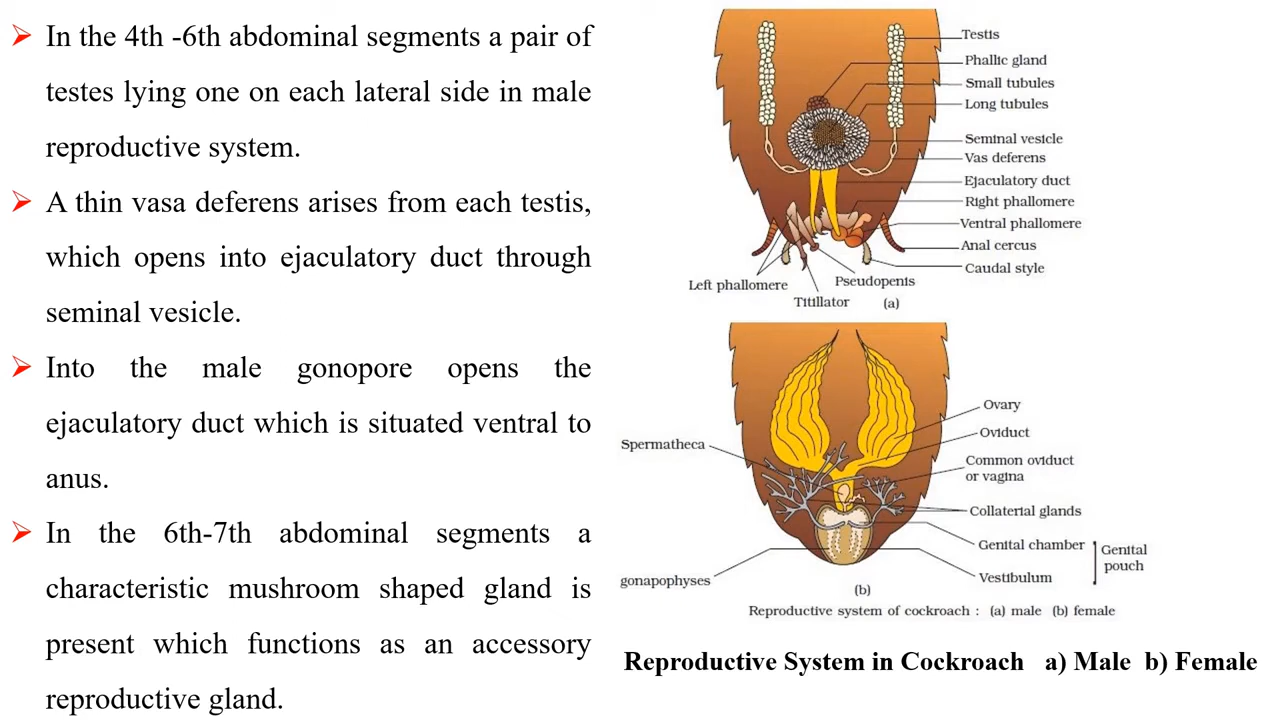 In the 4th -6th abdominal segments a pair of
testes lying one on each lateral side in male
reproductive system.
A thin vasa deferens arises from each testis,
which opens into ejaculatory duct through
seminal vesicle.
Into the male gonopore opens the
ejaculatory duct which is situated ventral to
anus.
In the 6th-7th abdominal segments a
characteristic mushroom shaped gland is
present which functions as an accessory
reproductive gland.
Testis
Phallic gland
Small tubules
Long tubules
Seminal vesicle
Vas deferens
Ejaculatory duct
Right phallomere
Ventral phallomere
Anal cercus
Caudal style
Left phallomere
Pseudopenis
Titillator
(a)
Ovary
Oviduct
Spermatheca
Common oviduct
or vagina
Collaterial glands
Genital chamber
Genital
pouch
Vestibulum
gonapophyses
(b)
Reproductive system of cockroach : (a) male (b) female
Reproductive System in Cockroach a) Male b) Female